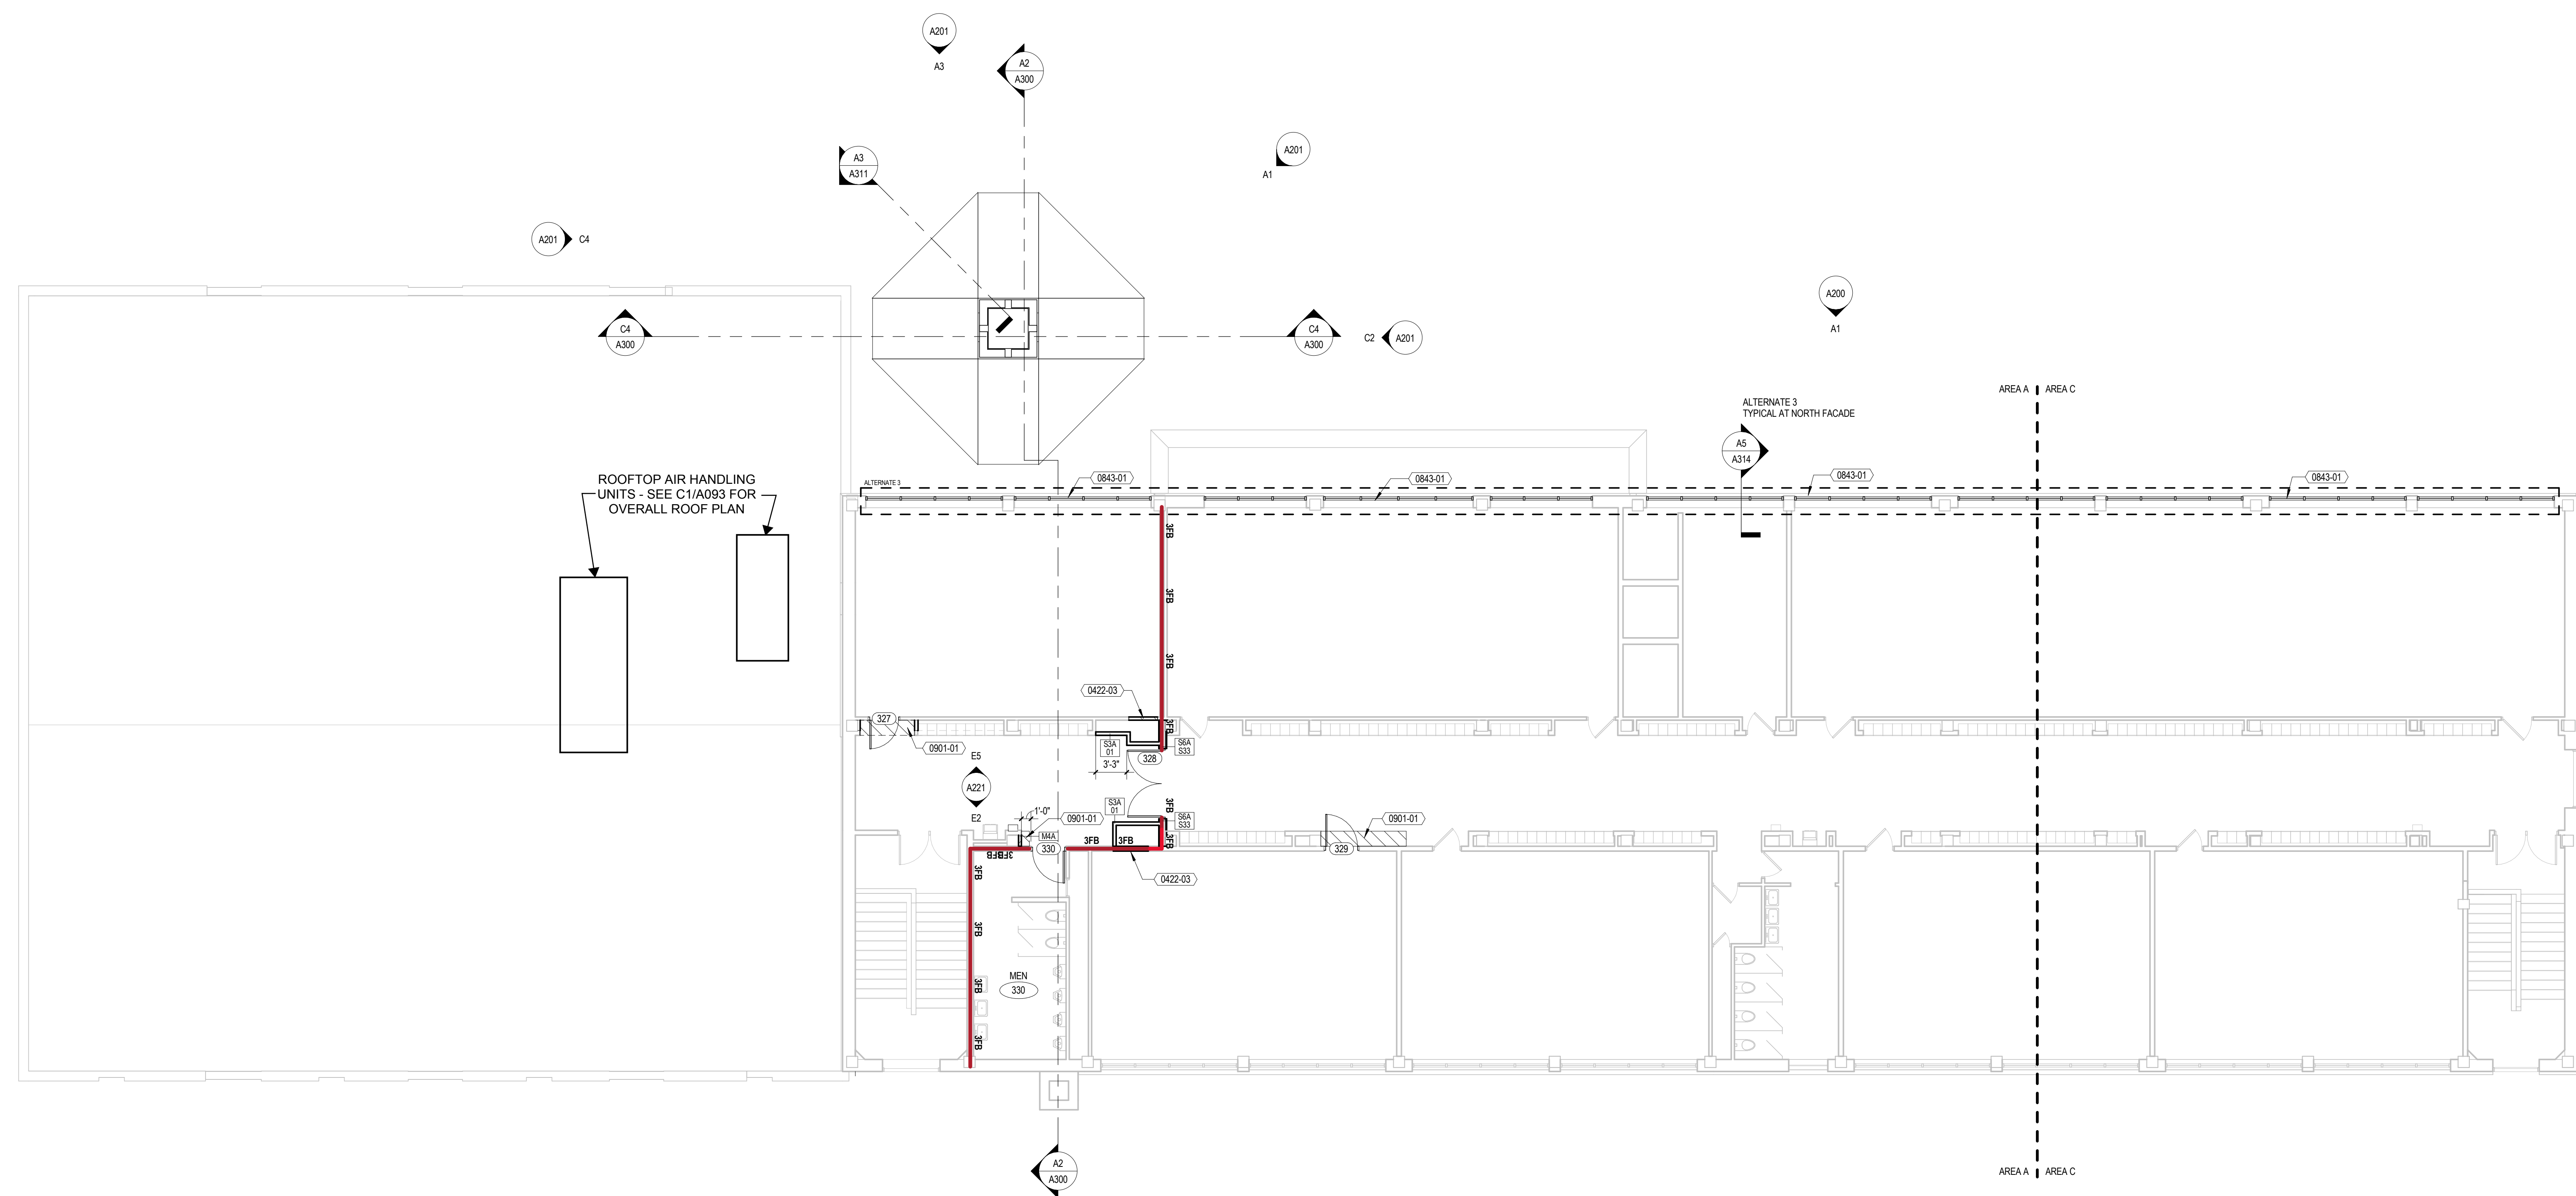 A201
A3
A2
A300
A3
A311
A201
A1
A201
C4
C4
A300
C4
A300
C2
A201
A200
A1
AREA A
AREA C
ALTERNATE 3
TYPICAL AT NORTH FACADE
A5
A314
ROOFTOP AIR HANDLING
UNITS - SEE C1/A093 FOR
OVERALL ROOF PLAN
ALTERNATE 3
0843-01
0843-01
0843-01
0843-01
3FB
3FB
3FB
0422-03
327
3FB
0901-01
S3A
01
S6A
S33
328
3'-3"
E5
A221
E2
1'-0"
0901-01
M4A
330
S3A
01
3FB
3FB
3FB
3FB
S6A
S33
0901-01
329
3FB
3FB
0422-03
3FB
3FB
3FB
3FB
MEN
330
A2
A300
AREA A
AREA C